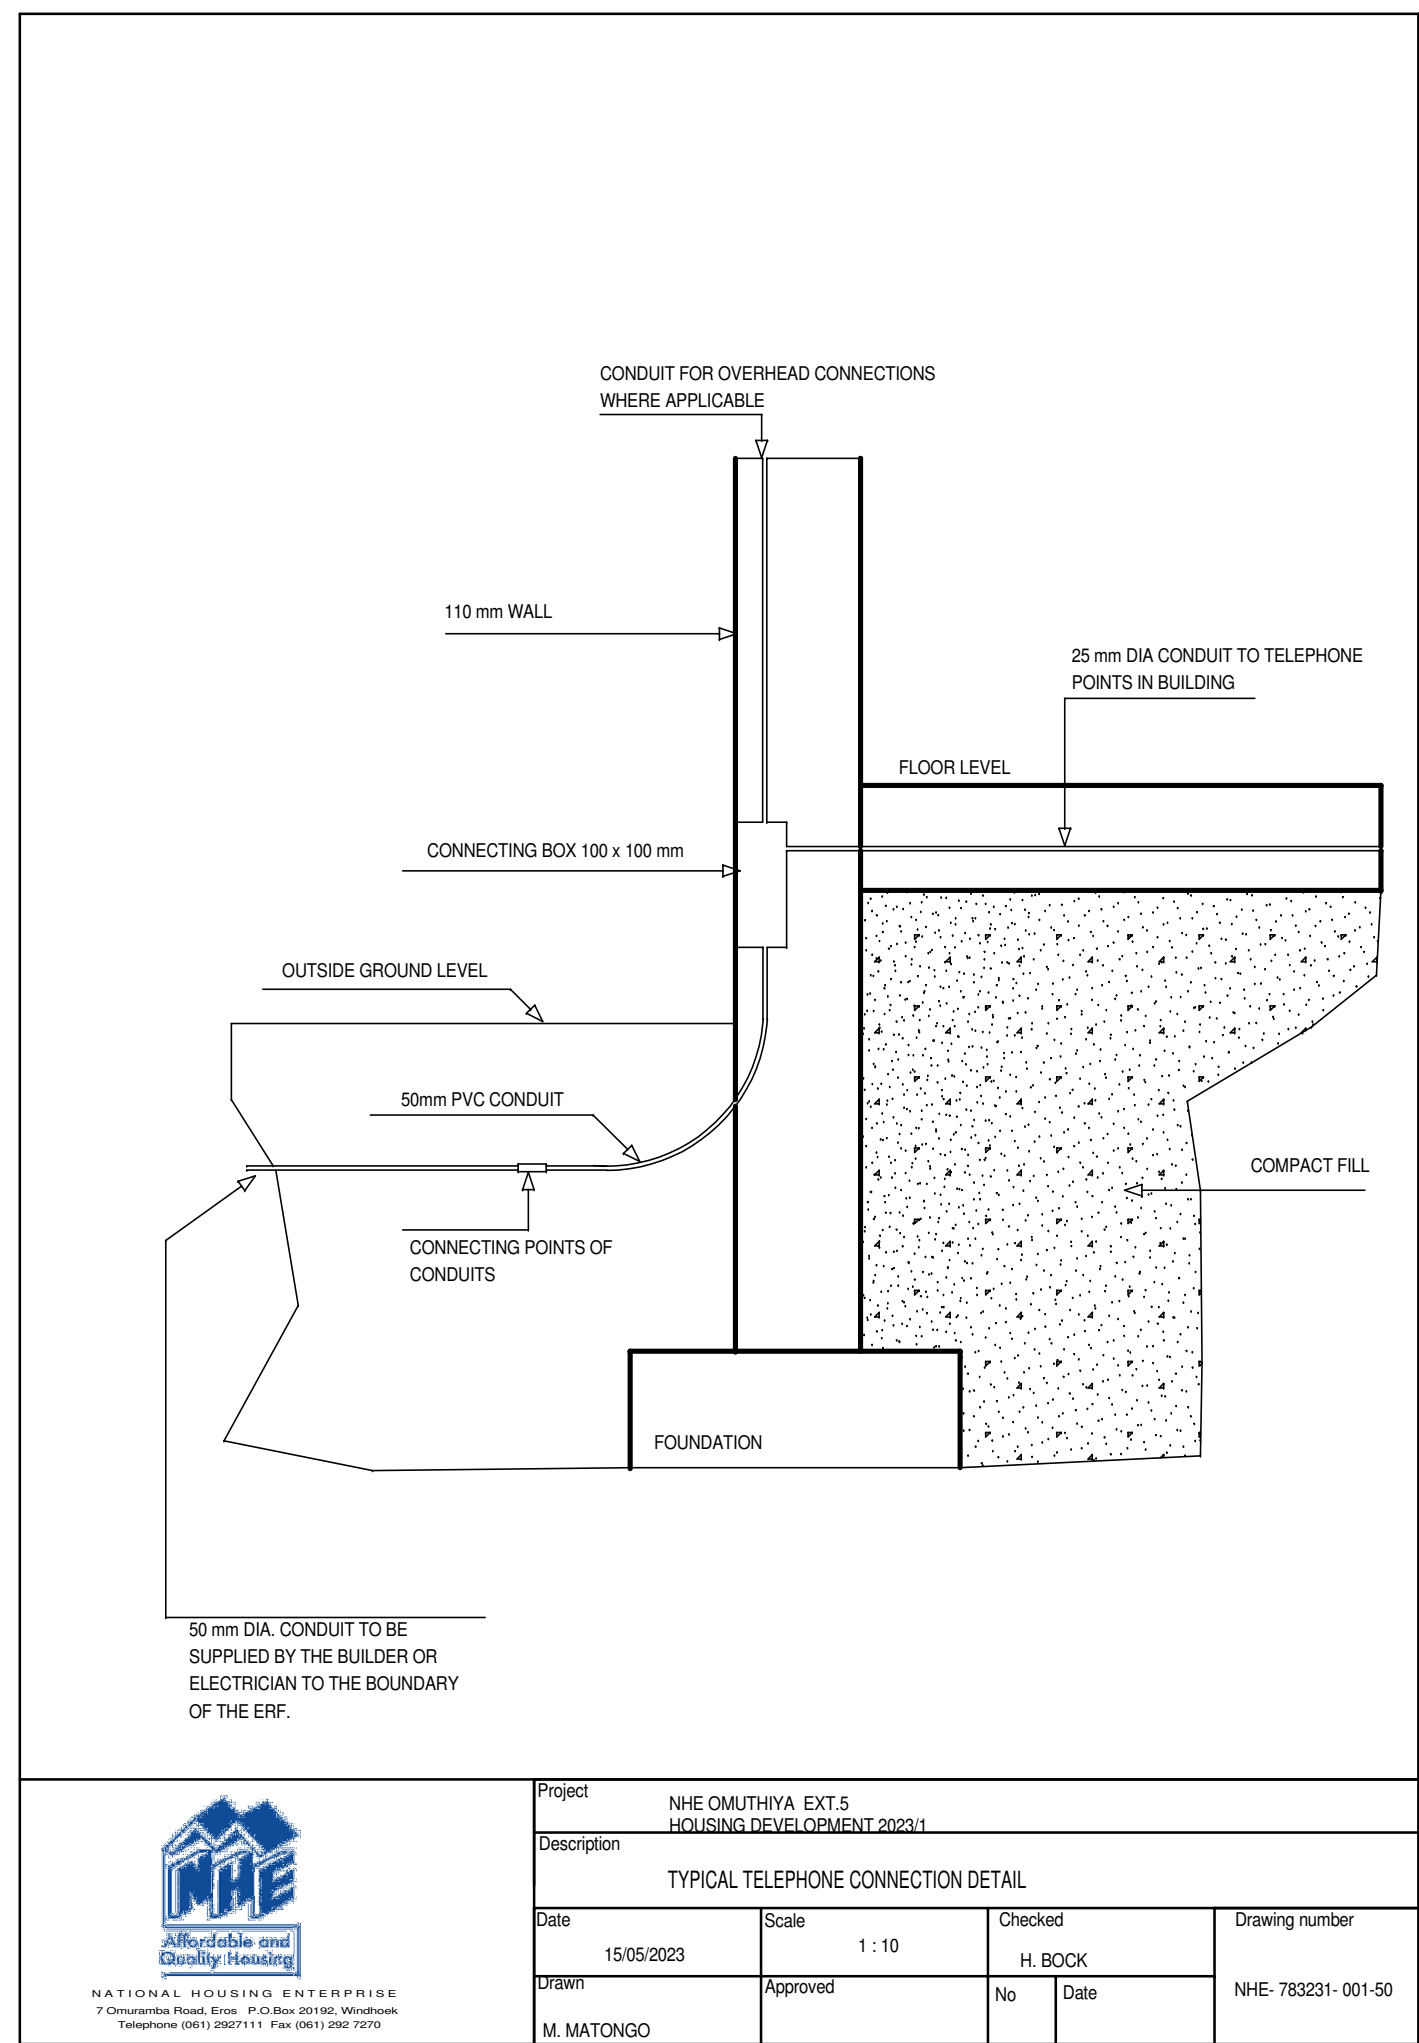 CONDUIT FOR OVERHEAD CONNECTIONS
WHERE APPLICABLE
110 mm WALL
25 mm DIA CONDUIT TO TELEPHONE
POINTS IN BUILDING
FLOOR LEVEL
CONNECTING BOX 100 x 100 mm
OUTSIDE GROUND LEVEL
50mm PVC CONDUIT
COMPACT FILL
CONNECTING POINTS OF
CONDUITS
FOUNDATION
50 mm DIA. CONDUIT TO BE
SUPPLIED BY THE BUILDER OR
ELECTRICIAN TO THE BOUNDARY
OF THE ERF.
NHE
Affordable and
Quality Housing
NATIONAL HOUSING ENTERPRISE
7 Omuramba Road, Eros P.O.Box 20192, Windhoek
Telephone (061) 2927111 Fax (061) 292 7270
Project
NHE OMUTHIYA EXT.5
HOUSING DEVELOPMENT 2023/1
Description
TYPICAL TELEPHONE CONNECTION DETAIL
Date
15/05/2023
Scale
1 : 10
Checked
H. BOCK
Drawing number
NHE- 783231- 001-50
Drawn
M. MATONGO
Approved
No
Date